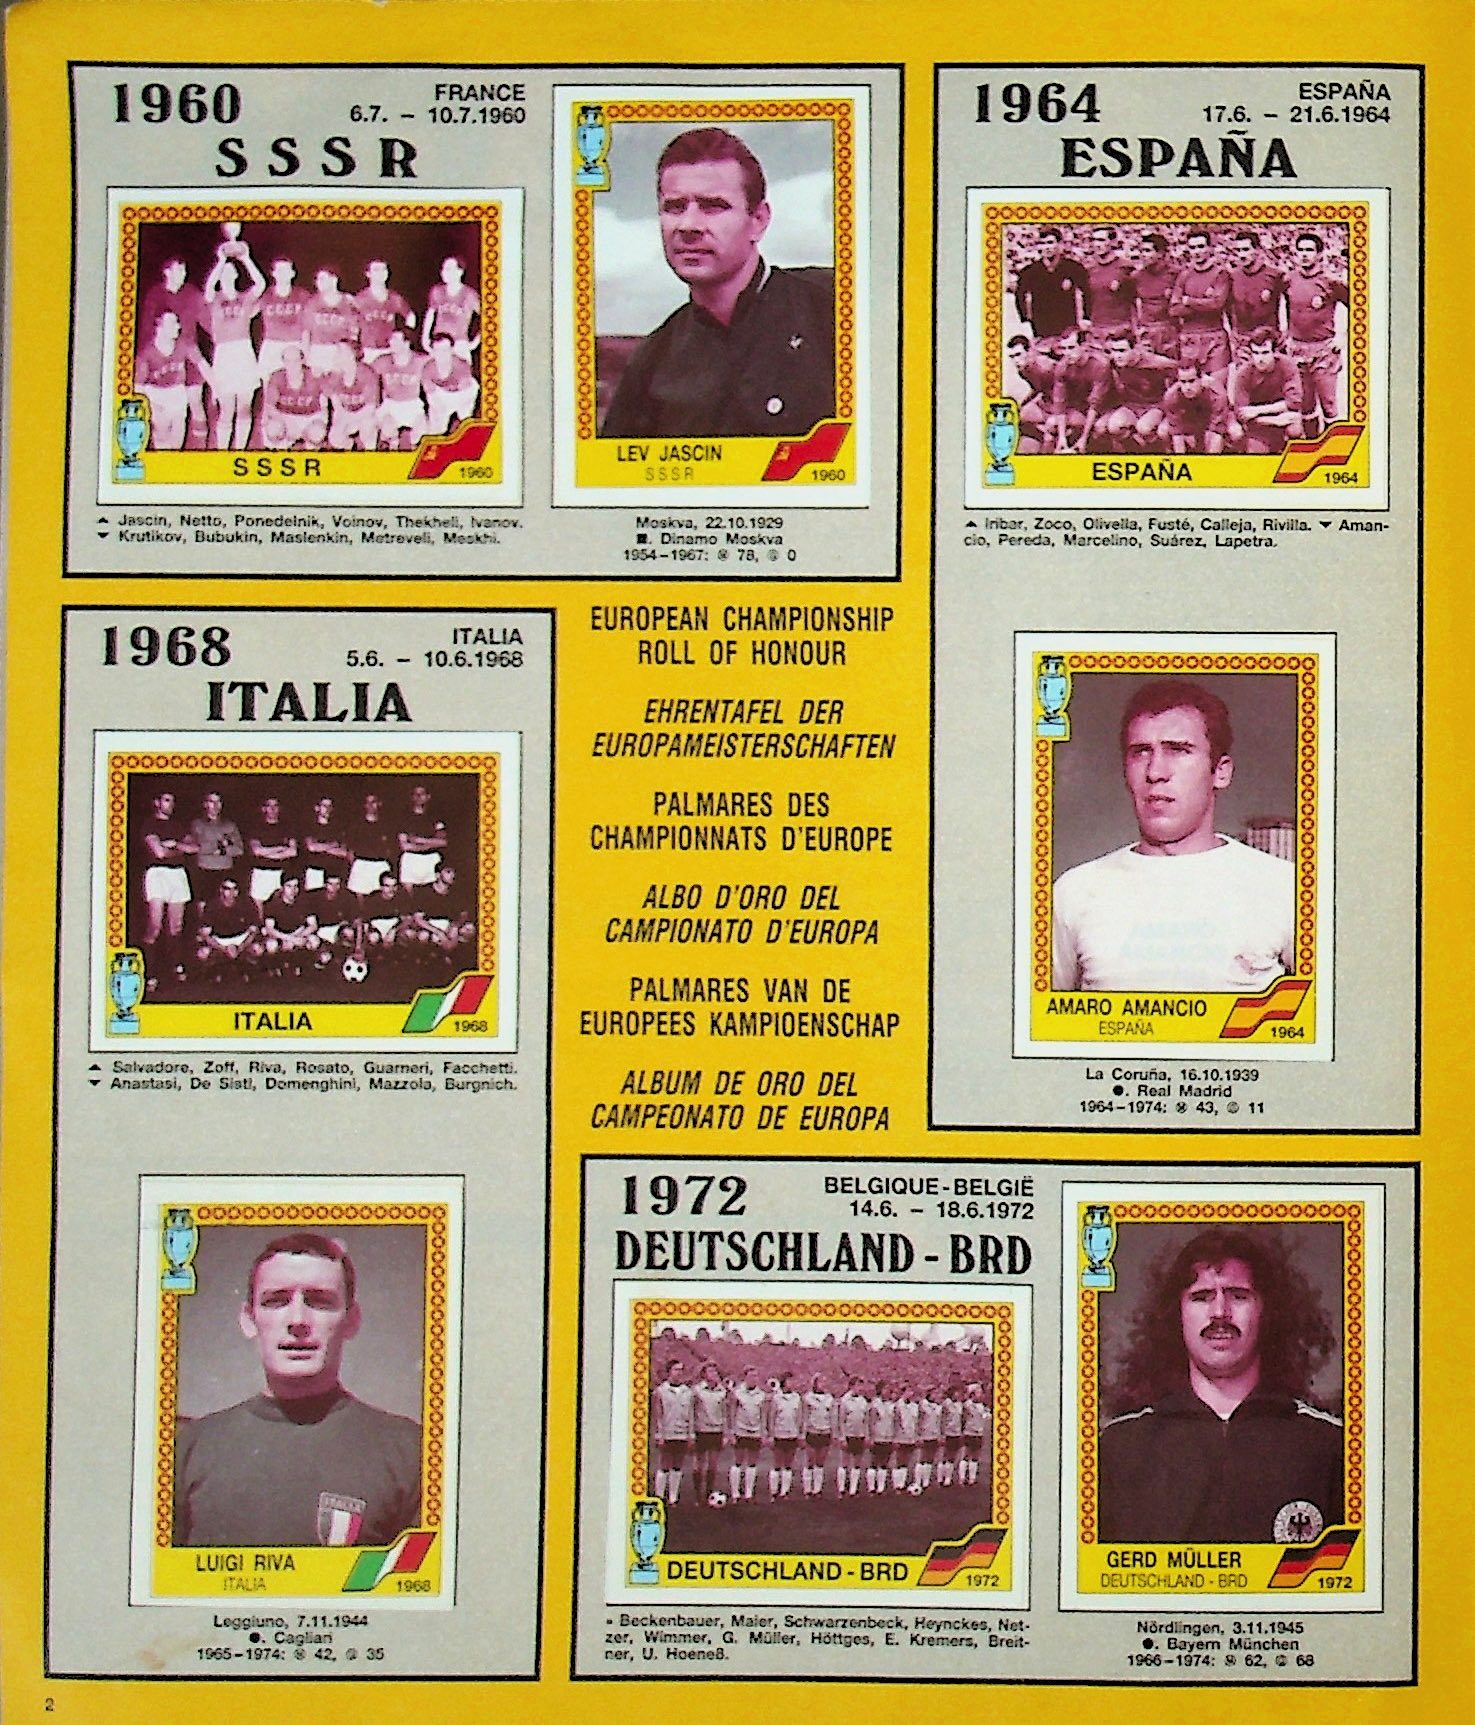 1960
FRANCE
6.7. – 10.7.1960
SSSR
SSSR
1960
▲ Jascin, Netto, Ponedelnik, Voinov, Tchekheli, Ivanov.
▼ Krutikov, Bubukin, Maslenkin, Metreveli, Meskhi.
LEV JASCIN
SSSR
1960
Moskva, 22.10.1929
■. Dinamo Moskva
1954–1967: 78, 0
1964
ESPAÑA
17.6. – 21.6.1964
ESPAÑA
ESPAÑA
1964
▲ Iribar, Zoco, Olivella, Fusté, Calleja, Rivilla. ▼ Aman-
cio, Pereda, Marcelino, Suárez, Lapetra.
AMARO AMANCIO
ESPAÑA
1964
La Coruña, 16.10.1939
●. Real Madrid
1964–1974: 43, 11
1968
ITALIA
5.6. – 10.6.1968
ITALIA
ITALIA
1968
▲ Salvadore, Zoff, Riva, Rosato, Guarneri, Facchetti.
▼ Anastasi, De Sisti, Domenghini, Mazzola, Burgnich.
ITALIA
LUIGI RIVA
ITALIA
1968
Leggiuno, 7.11.1944
●. Cagliari
1965–1974: 42, 35
EUROPEAN CHAMPIONSHIP
ROLL OF HONOUR
EHRENTAFEL DER
EUROPAMEISTERSCHAFTEN
PALMARES DES
CHAMPIONNATS D'EUROPE
ALBO D'ORO DEL
CAMPIONATO D'EUROPA
PALMARES VAN DE
EUROPEES KAMPIOENSCHAP
ALBUM DE ORO DEL
CAMPEONATO DE EUROPA
1972
BELGIQUE-BELGIË
14.6. – 18.6.1972
DEUTSCHLAND-BRD
DEUTSCHLAND-BRD
1972
Beckenbauer, Maier, Schwarzenbeck, Heynckes, Net-
zer, Wimmer, G. Müller, Höttges, E. Kremers, Breit-
ner, U. Hoeneß.
GERD MÜLLER
DEUTSCHLAND-BRD
1972
Nördlingen, 3.11.1945
●. Bayern München
1966–1974: 62, 68
2